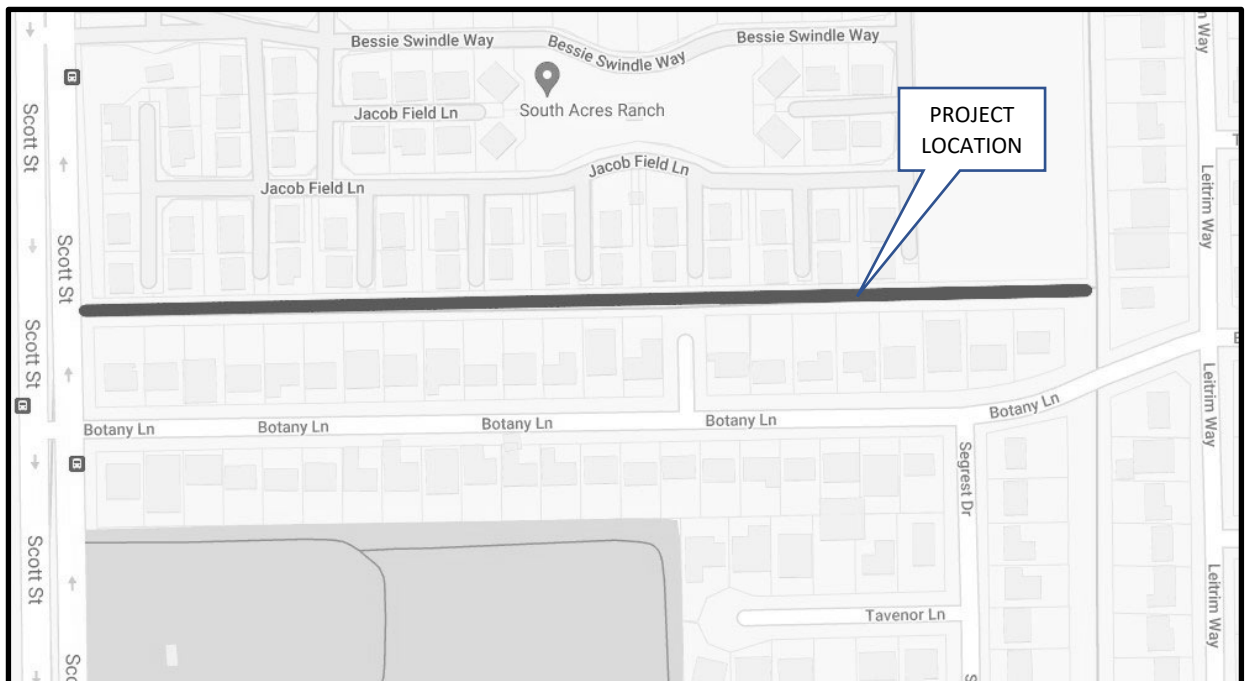 Bessie Swindle Way
Bessie Swindle Way
Bessie Swindle Way
n Way
South Acres Ranch
Jacob Field Ln
PROJECT
LOCATION
Scott St
Jacob Field Ln
Jacob Field Ln
Leitrim Way
Scott St
Scott St
Botany Ln
Botany Ln
Botany Ln
Botany Ln
Botany Ln
Leitrim Way
Segrest Dr
Scott St
Leitrim Way
Tavenor Ln
Sco
S